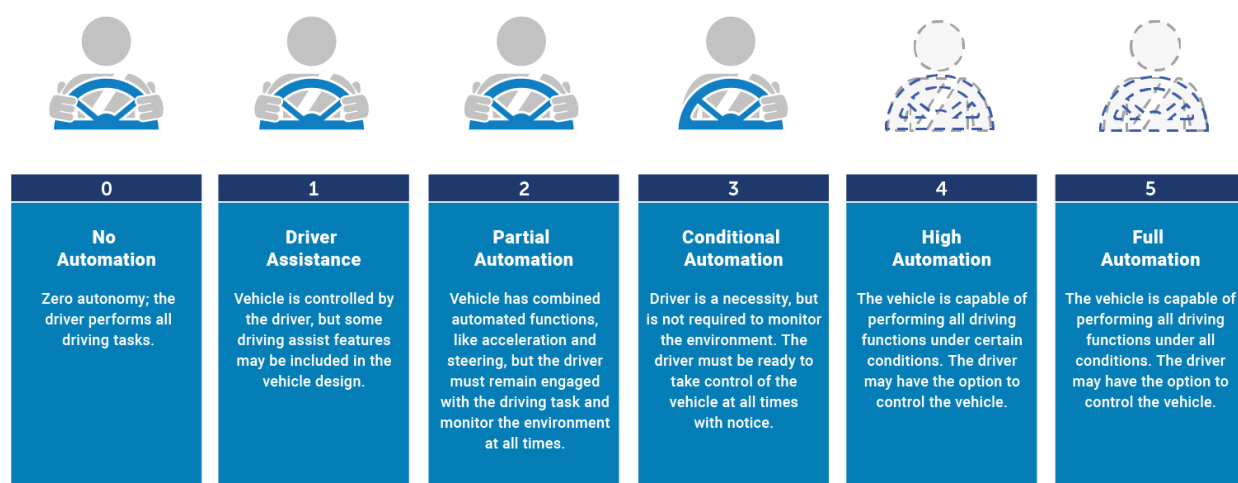 0
No
Automation
Zero autonomy; the
driver performs all
driving tasks.
1
Driver
Assistance
Vehicle is controlled by
the driver, but some
driving assist features
may be included in the
vehicle design.
2
Partial
Automation
Vehicle has combined
automated functions,
like acceleration and
steering, but the driver
must remain engaged
with the driving task and
monitor the environment
at all times.
3
Conditional
Automation
Driver is a necessity, but
is not required to monitor
the environment. The
driver must be ready to
take control of the
vehicle at all times
with notice.
4
High
Automation
The vehicle is capable of
performing all driving
functions under certain
conditions. The driver
may have the option to
control the vehicle.
5
Full
Automation
The vehicle is capable of
performing all driving
functions under all
conditions. The driver
may have the option to
control the vehicle.